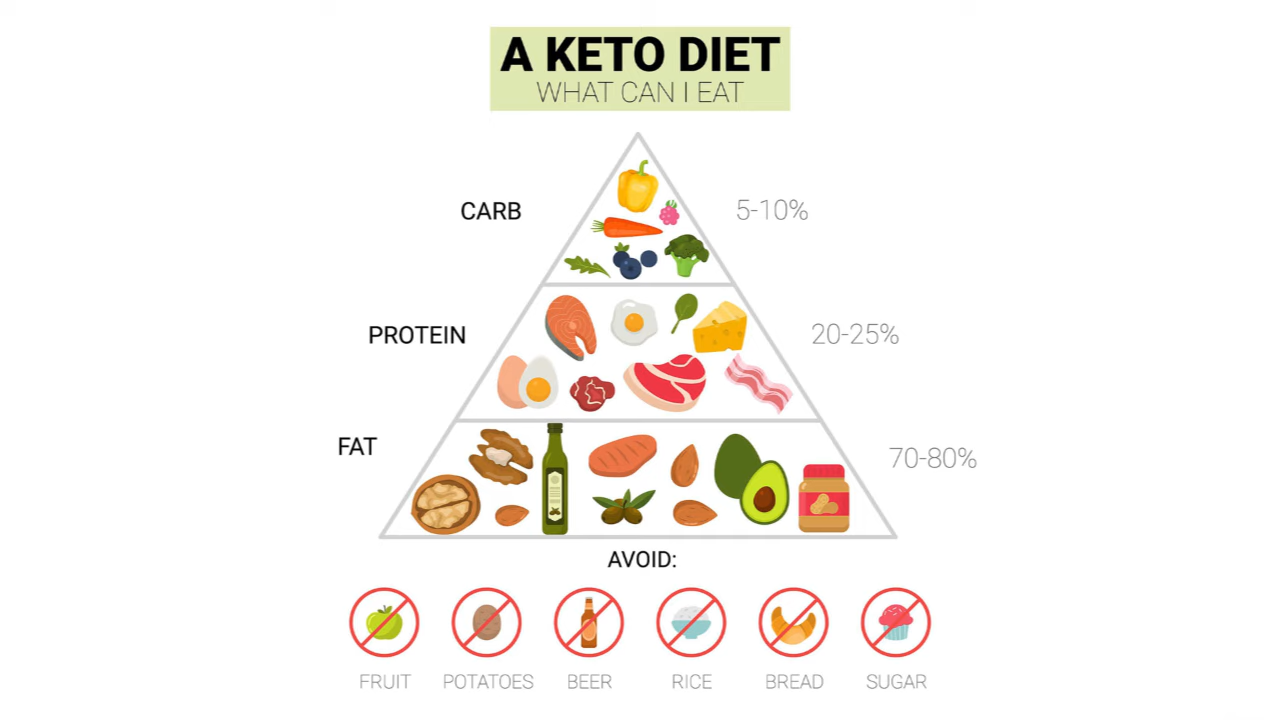 A KETO DIET
WHAT CAN I EAT
CARB
5-10%
PROTEIN
20-25%
FAT
70-80%
AVOID:
FRUIT
POTATOES
BEER
RICE
BREAD
SUGAR